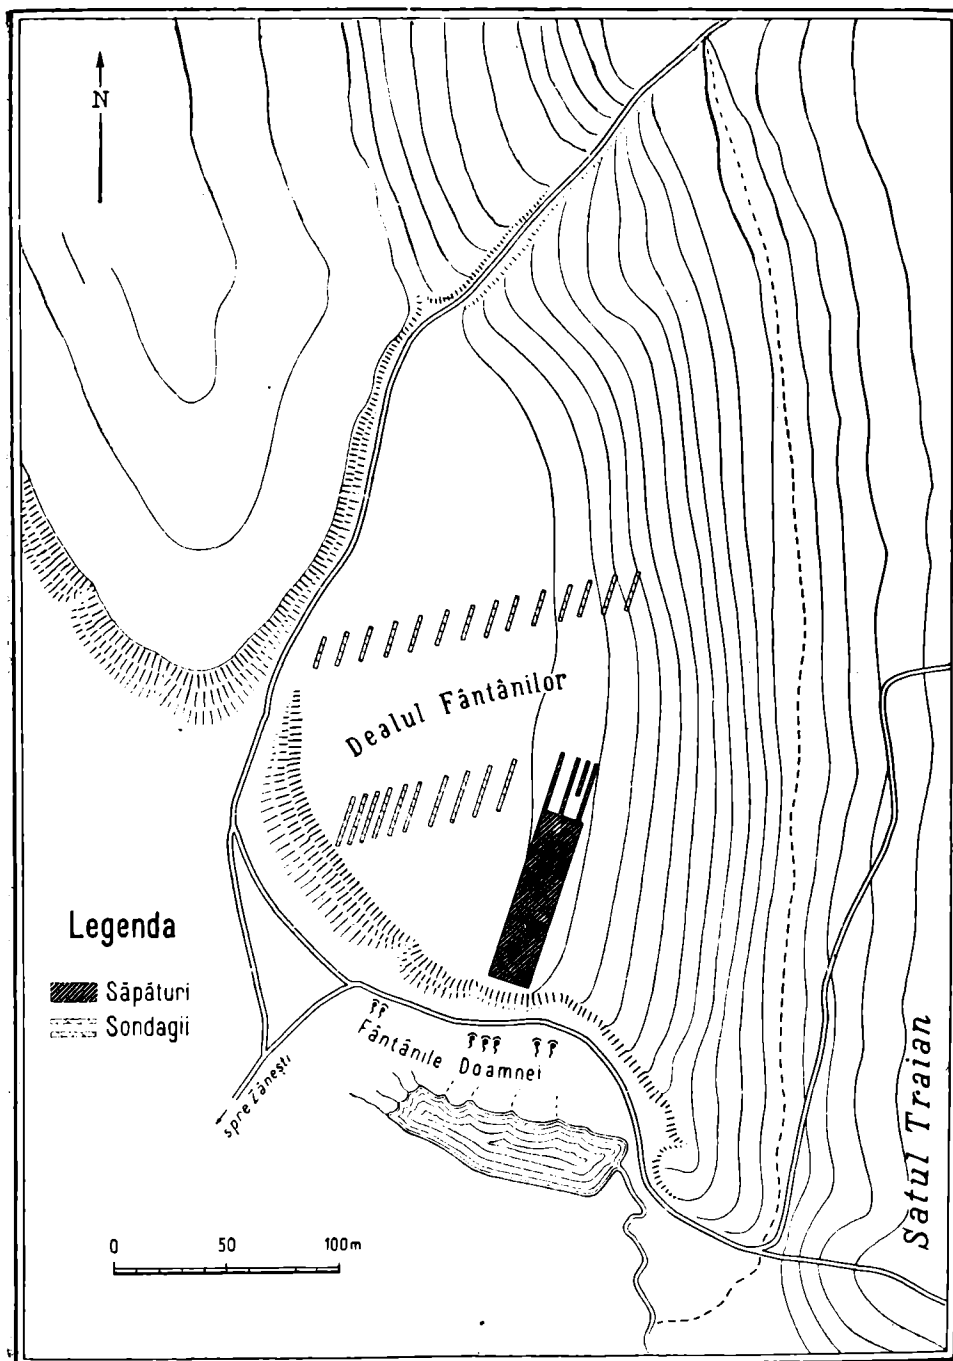 N
Dealul Fântânilor
Legenda
Săpături
Sondagii
Fântânile Doamnei
spre Zănești
Satul Traian
0 50 100m